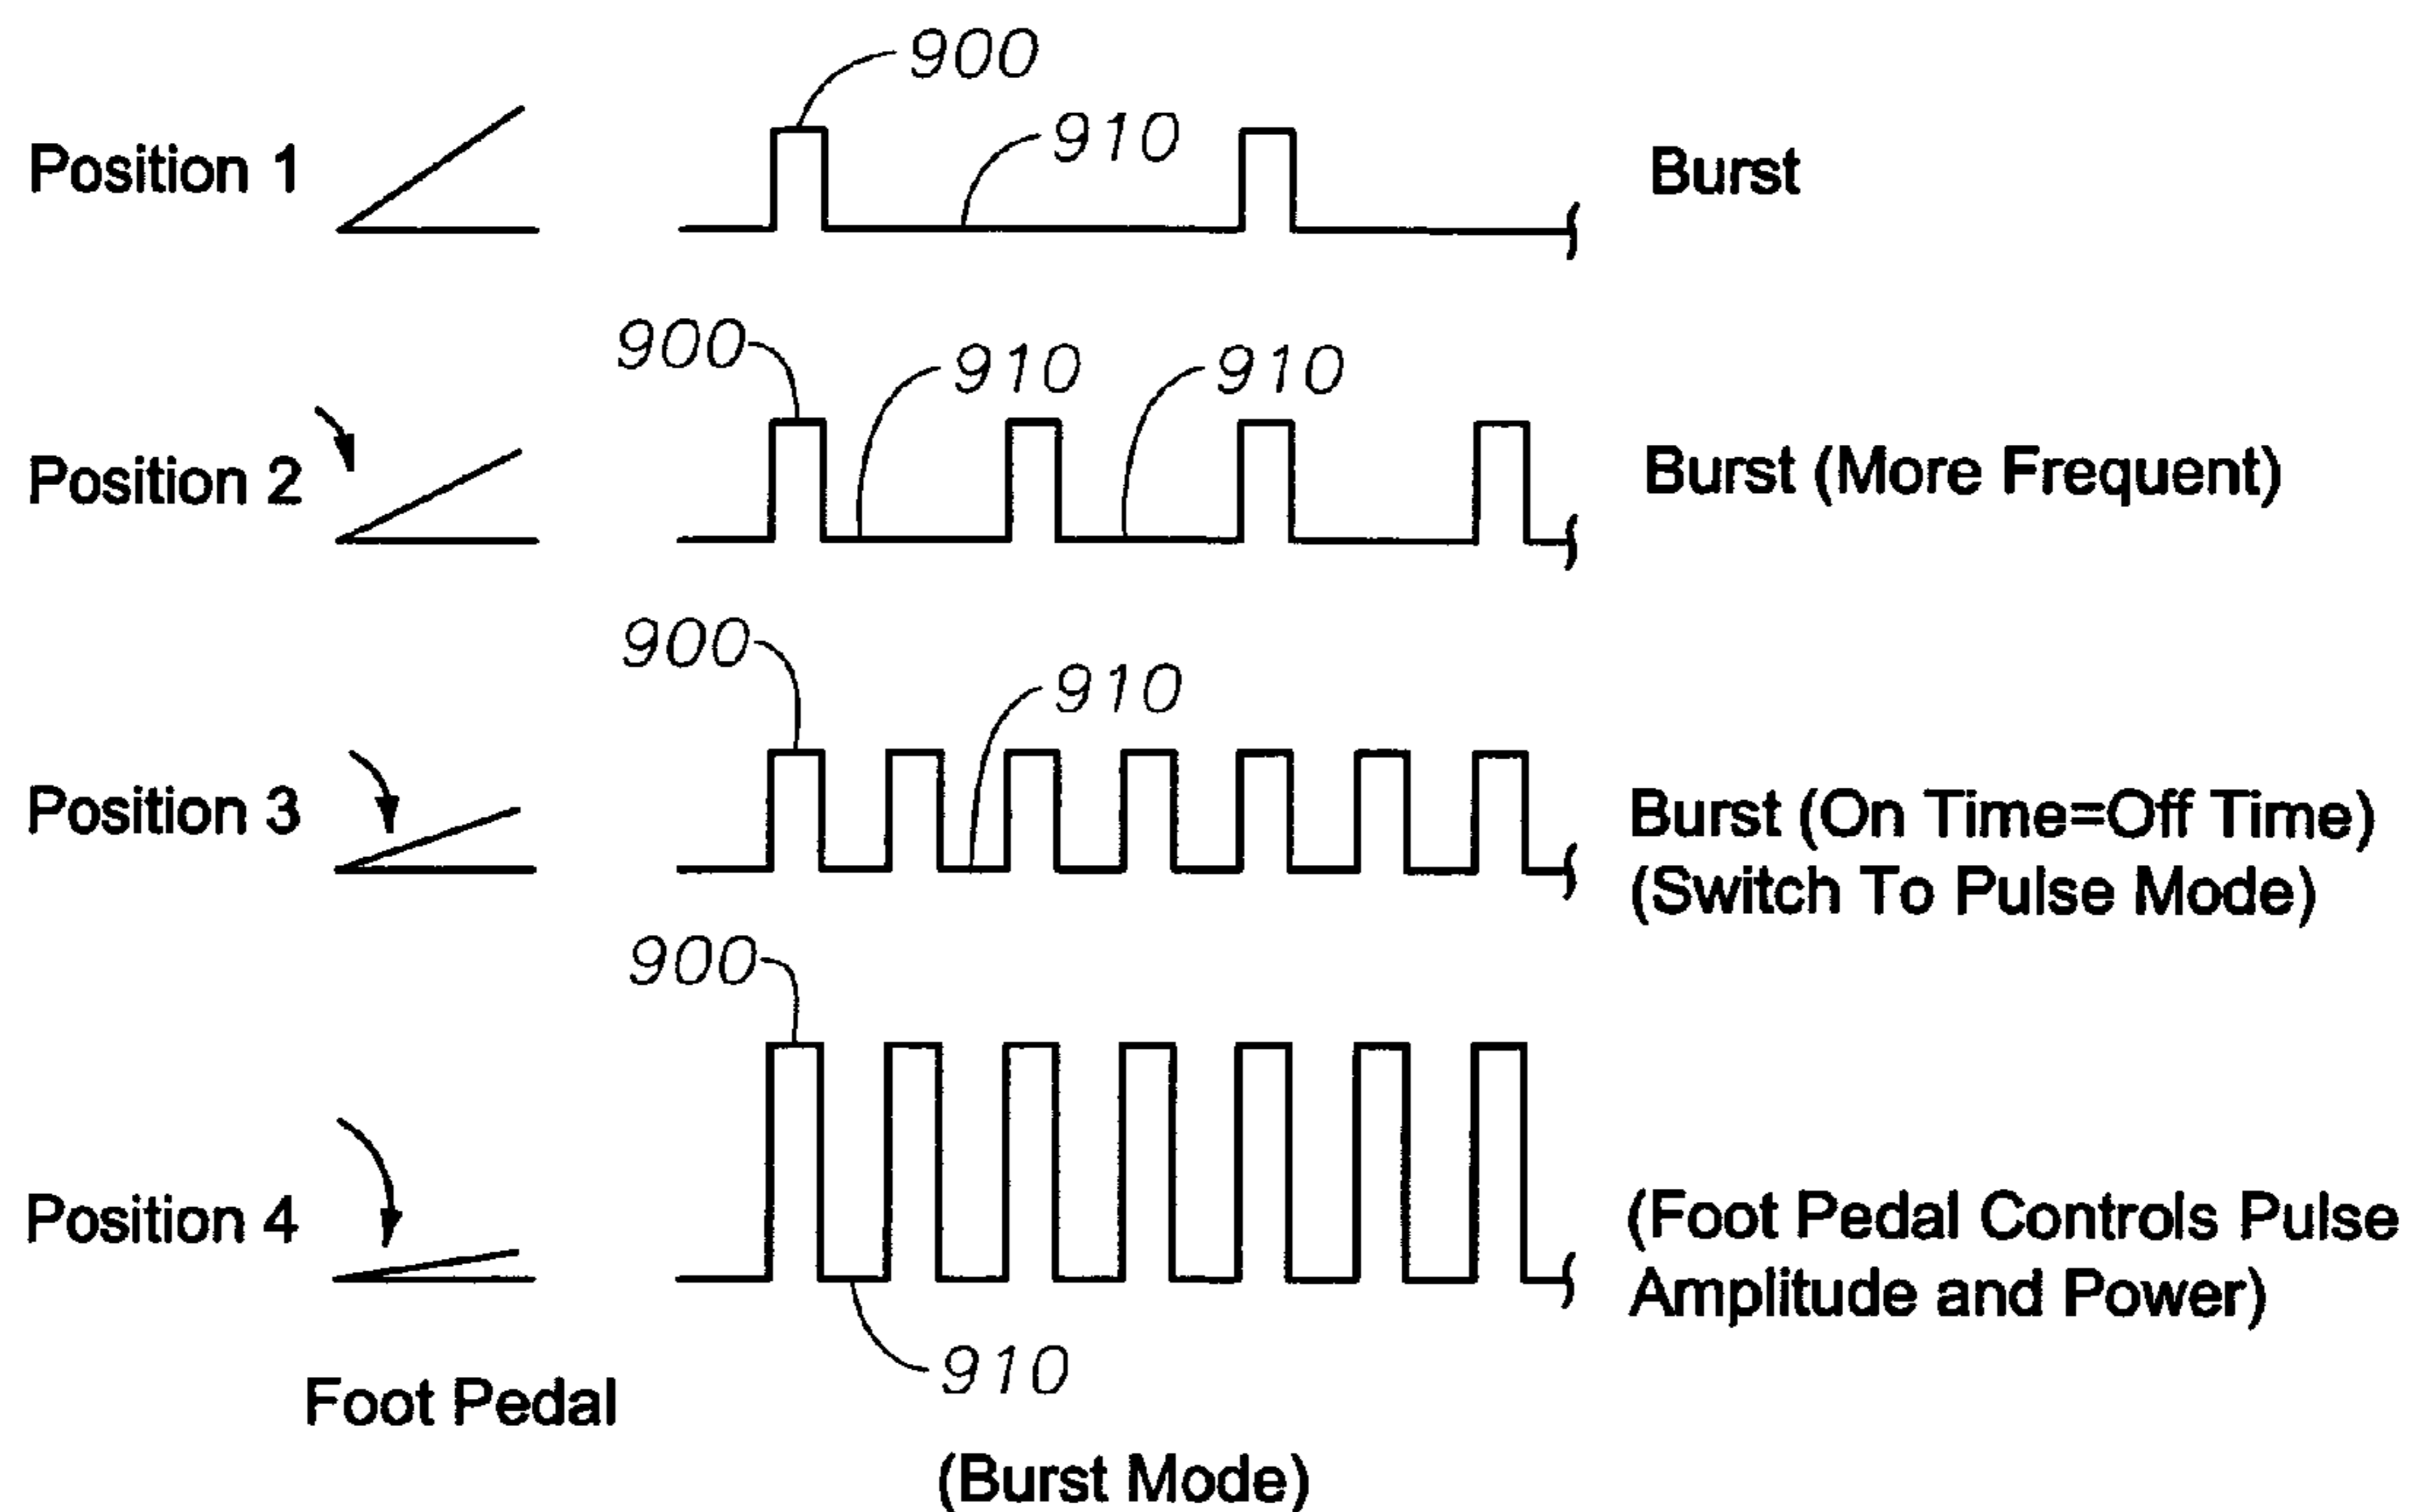 900
910
Position 1
Burst
900
910
910
Position 2
Burst (More Frequent)
900
910
Position 3
Burst (On Time=Off Time)
(Switch To Pulse Mode)
900
Position 4
(Foot Pedal Controls Pulse
Amplitude and Power)
910
Foot Pedal
(Burst Mode)